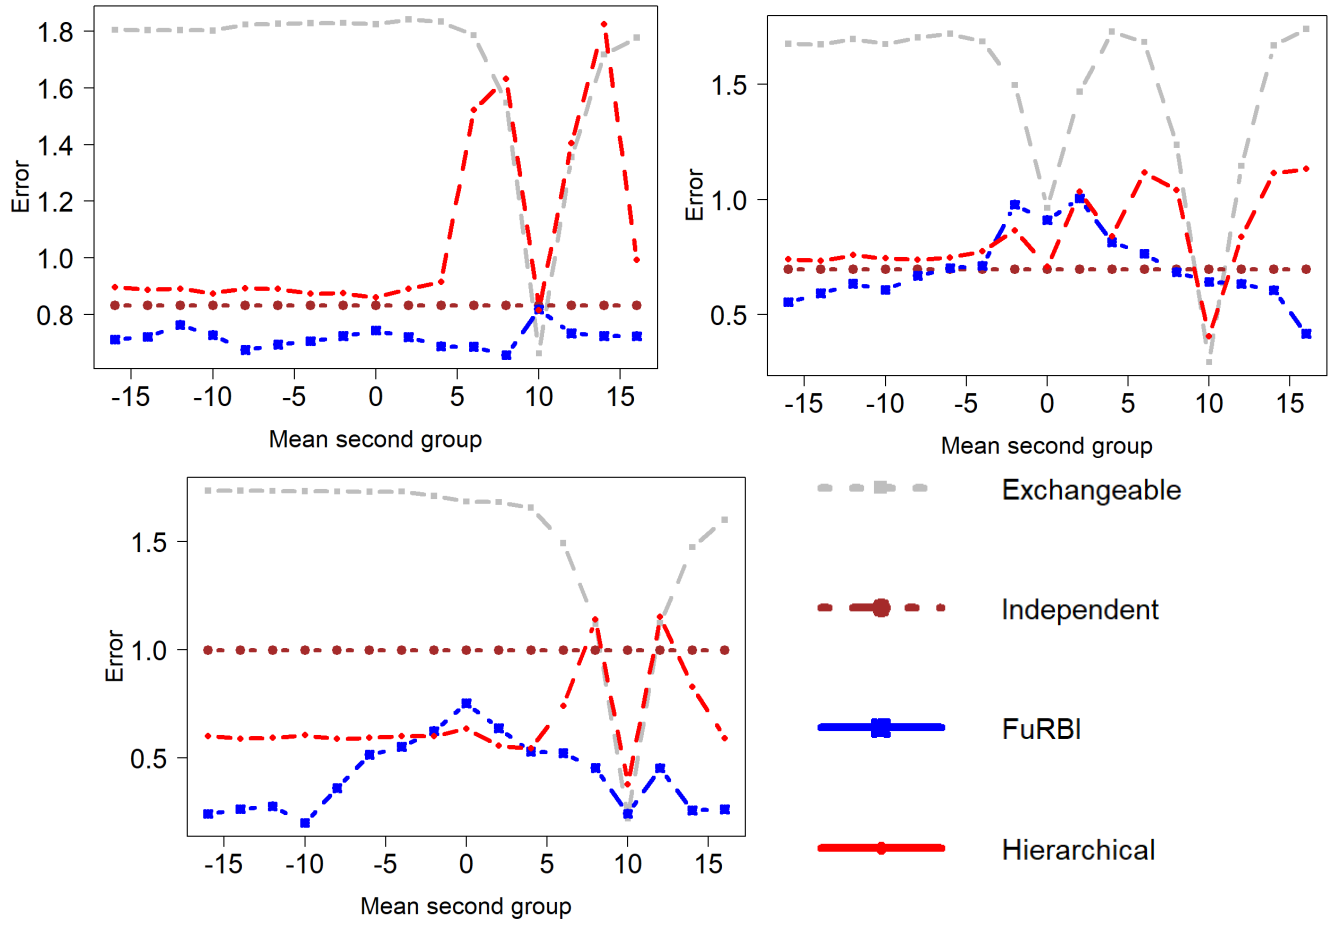 1.8
1.6
1.4
1.2
1.0
0.8
Error
-15 -10 -5 0 5 10 15
Mean second group
1.5
1.0
0.5
Error
-15 -10 -5 0 5 10 15
Mean second group
1.5
1.0
0.5
Error
-15 -10 -5 0 5 10 15
Mean second group
Exchangeable
Independent
FuRBI
Hierarchical